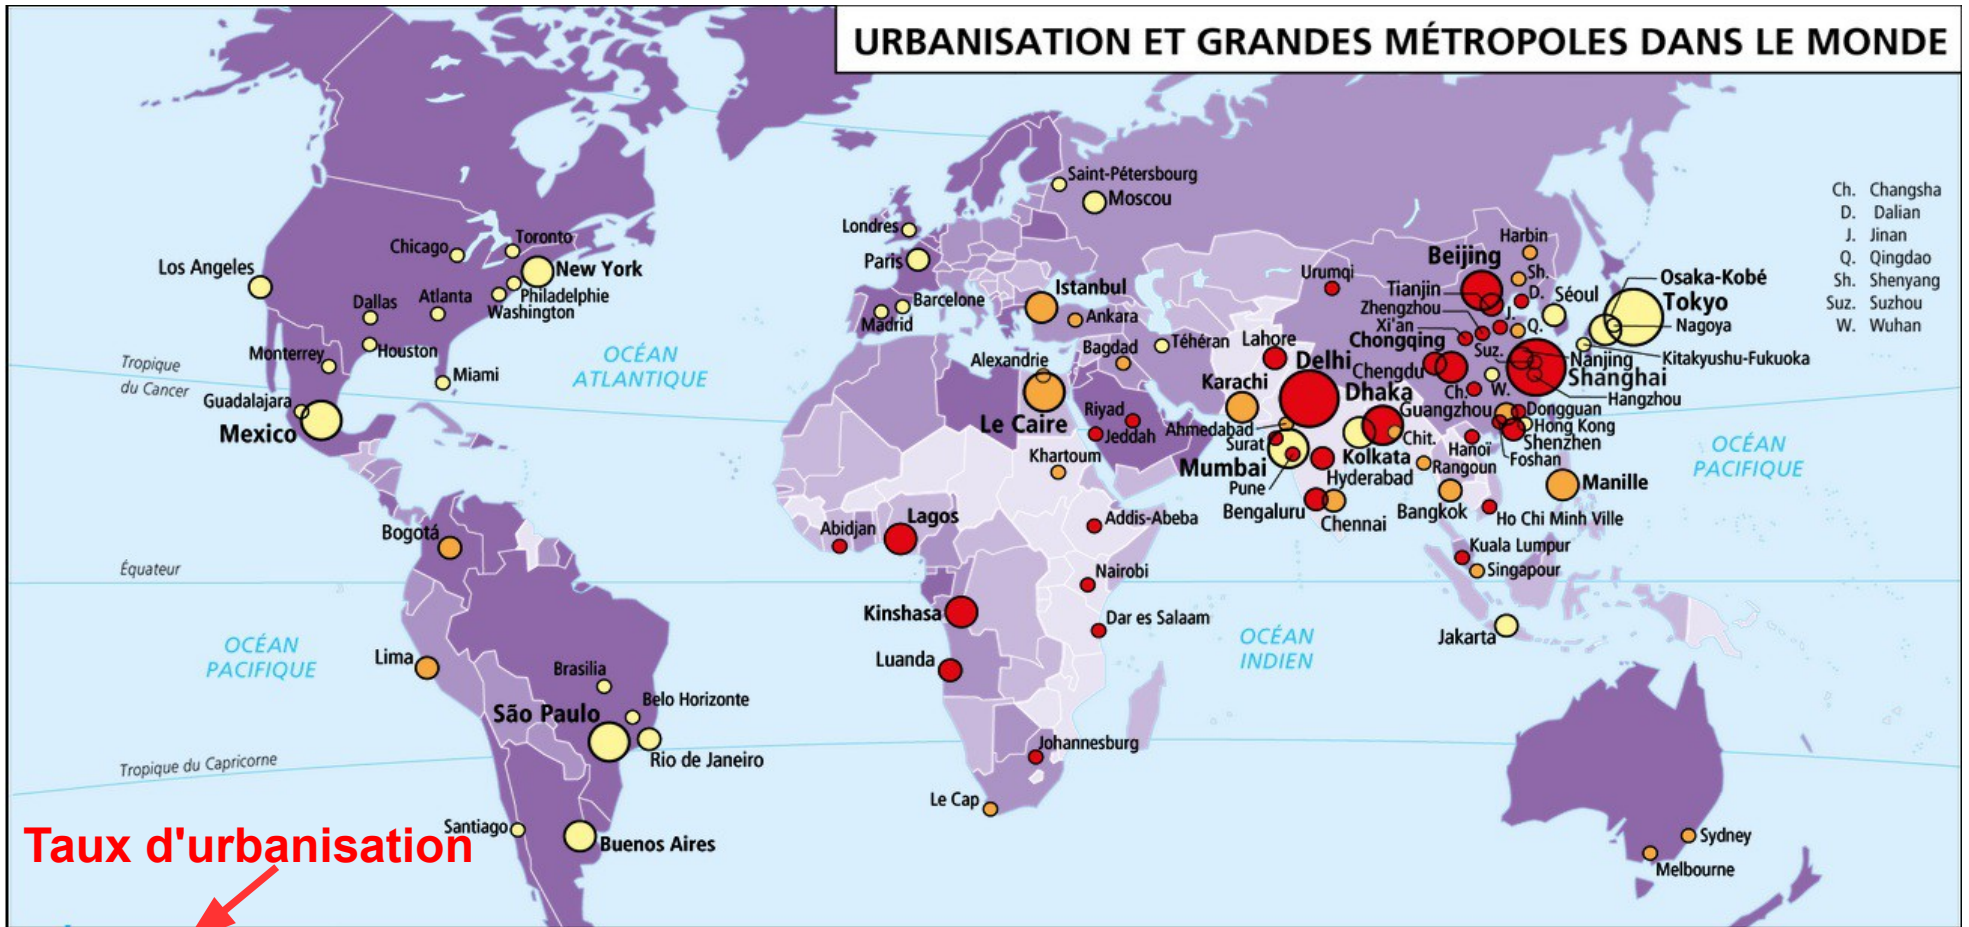 URBANISATION ET GRANDES MÉTROPOLES DANS LE MONDE
Ch. Changsha
D. Dalian
J. Jinan
Q. Qingdao
Sh. Shenyang
Suz. Suzhou
W. Wuhan
Saint-Pétersbourg
Moscou
Londres
Paris
Barcelone
Madrid
Istanbul
Ankara
Bagdad
Téhéran
Alexandrie
Le Caire
Riyad
Jeddah
Khartoum
Addis-Abeba
Nairobi
Dar es Salaam
Abidjan
Lagos
Kinshasa
Luanda
Johannesburg
Le Cap
Chicago
Toronto
New York
Philadelphie
Washington
Los Angeles
Dallas
Atlanta
Houston
Miami
Monterrey
Guadalajara
Mexico
Bogotá
Lima
Brasilia
Belo Horizonte
São Paulo
Rio de Janeiro
Santiago
Buenos Aires
Harbin
Beijing
Sh.
D.
Urumqi
Tianjin
Zhengzhou
Xi'an
Chongqing
Chengdu
J.
Q.
Suz.
Séoul
Osaka-Kobé
Tokyo
Nagoya
Kitakyushu-Fukuoka
Nanjing
Shanghai
Hangzhou
W.
Ch.
Guangzhou
Dongguan
Hong Kong
Shenzhen
Foshan
Lahore
Delhi
Karachi
Dhaka
Ahmedabad
Surat
Mumbai
Pune
Kolkata
Chit.
Hyderabad
Bengaluru
Chennai
Hanoï
Rangoun
Bangkok
Ho Chi Minh Ville
Manille
Kuala Lumpur
Singapour
Jakarta
Sydney
Melbourne
OCÉAN
ATLANTIQUE
OCÉAN
PACIFIQUE
OCÉAN
INDIEN
OCÉAN
PACIFIQUE
Tropique
du Cancer
Équateur
Tropique du Capricorne
Taux d'urbanisation